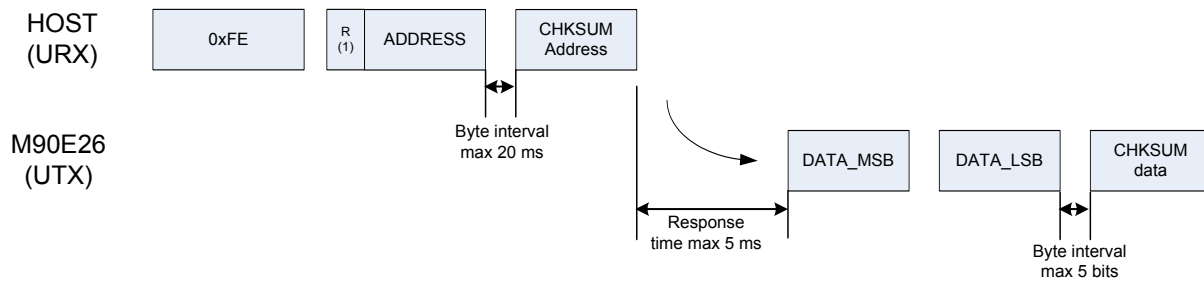 HOST
(URX)
0xFE
R
(1)
ADDRESS
CHKSUM
Address
Byte interval
max 20 ms
M90E26
(UTX)
DATA_MSB
DATA_LSB
CHKSUM
data
Response
time max 5 ms
Byte interval
max 5 bits